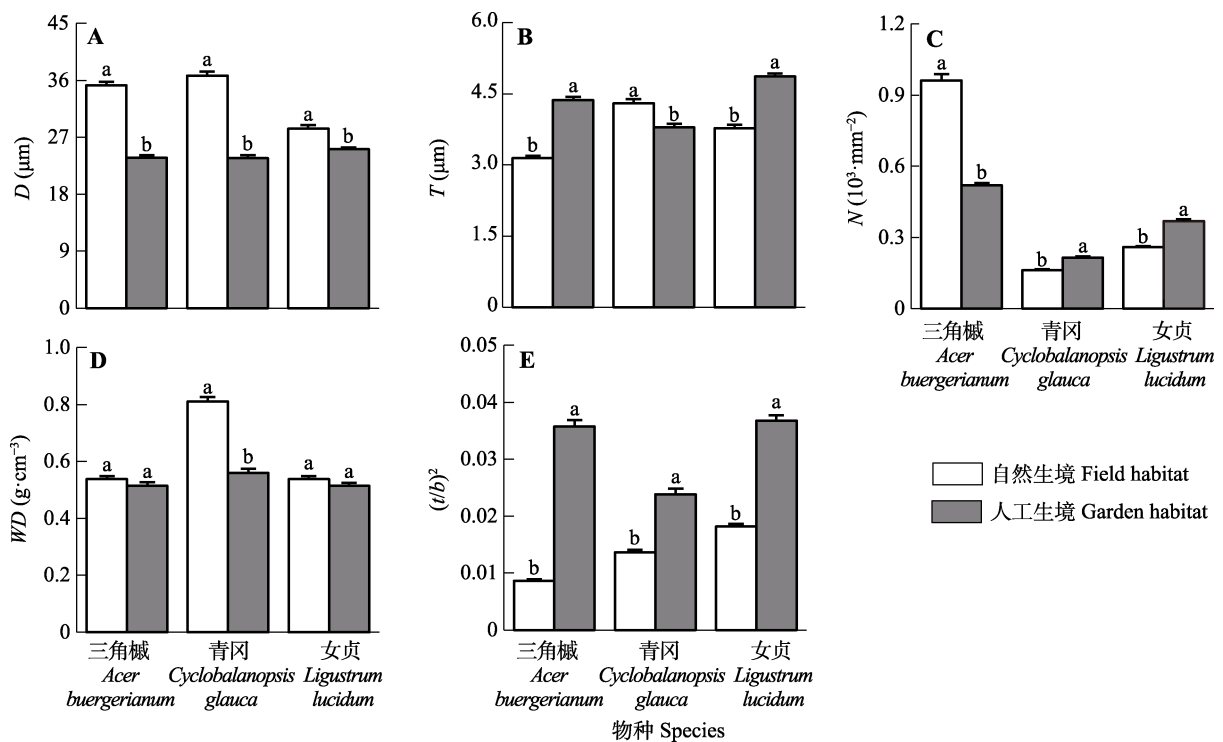 A
45
36
27
18
9
0
D (μm)
a
b
a
b
a
b
B
6.0
4.5
3.0
1.5
0
T (μm)
b
a
a
b
b
a
C
1.2
0.9
0.6
0.3
0
N (10³·mm⁻²)
a
b
b
a
b
a
三角槭
Acer
buergerianum
青冈
Cyclobalanopsis
glauca
女贞
Ligustrum
lucidum
D
1.0
0.8
0.6
0.4
0.2
0
WD (g·cm⁻³)
a
a
a
b
a
a
三角槭
Acer
buergerianum
青冈
Cyclobalanopsis
glauca
女贞
Ligustrum
lucidum
E
0.05
0.04
0.03
0.02
0.01
0
(t/b)²
b
a
b
a
b
a
三角槭
Acer
buergerianum
青冈
Cyclobalanopsis
glauca
女贞
Ligustrum
lucidum
自然生境 Field habitat
人工生境 Garden habitat
物种 Species